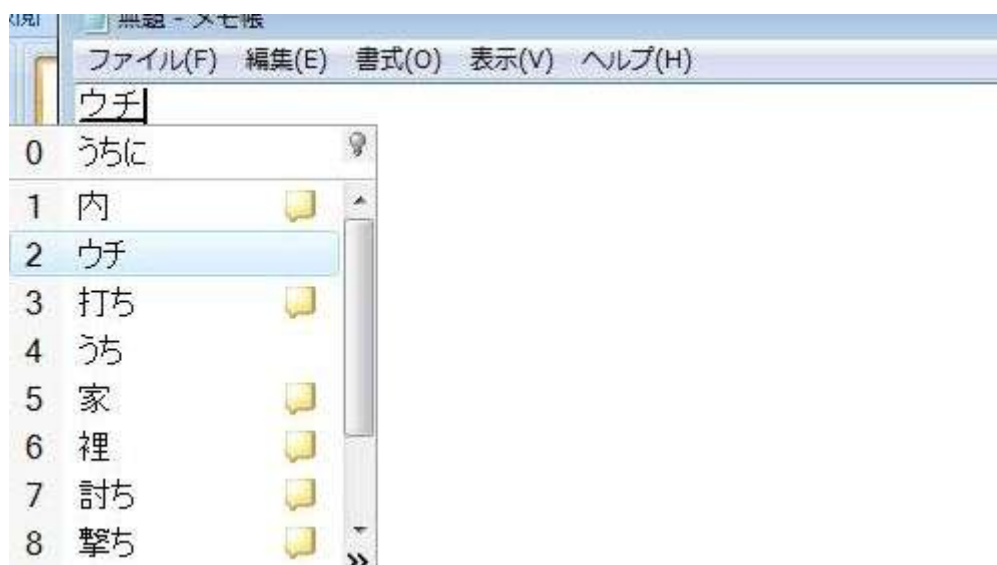 無題 - メモ帳
ファイル(F) 編集(E) 書式(O) 表示(V) ヘルプ(H)
ウチ
0 うちに
1 内
2 ウチ
3 打ち
4 うち
5 家
6 裡
7 討ち
8 撃ち
»